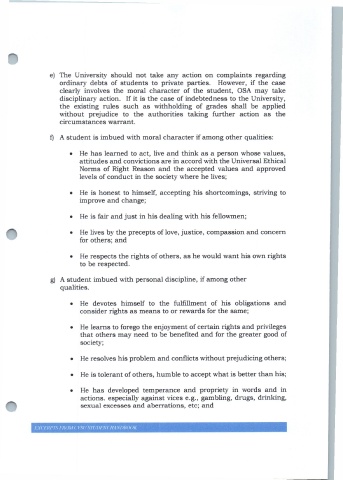 e) The University should not take any action on complaints regarding
ordinary debts of students to private parties. However, if the case
clearly involves the moral character of the student, OSA may take
disciplinary action. If it is the case of indebtedness to the University,
the existing rules such as withholding of grades shall be applied
without prejudice to the authorities taking further action as the
circumstances warrant.
f) A student is imbued with moral character if among other qualities:
• He has learned to act, live and think as a person whose values,
attitudes and convictions are in accord with the Universal Ethical
Norms of Right Reason and the accepted values and approved
levels of conduct in the society where he lives;
• He is honest to himself, accepting his shortcomings, striving to
improve and change;
• He is fair and just in his dealing with his fellowmen;
• He lives by the precepts of love, justice, compassion and concern
for others; and
• He respects the rights of others, as he would want his own rights
to be respected.
g) A student imbued with personal discipline, if among other
qualities.
• He devotes himself to the fulfillment of his obligations and
consider rights as means to or rewards for the same;
• He learns to forego the enjoyment of certain rights and privileges
that others may need to be benefited and for the greater good of
society;
• He resolves his problem and conflicts without prejudicing others;
• He is tolerant of others, humble to accept what is better than his;
• He has developed temperance and propriety in words and in
actions, especially against vices e.g., gambling, drugs, drinking,
sexual excesses and aberrations, etc; and
EXCERPTS FROM STUDENT HANDBOOK